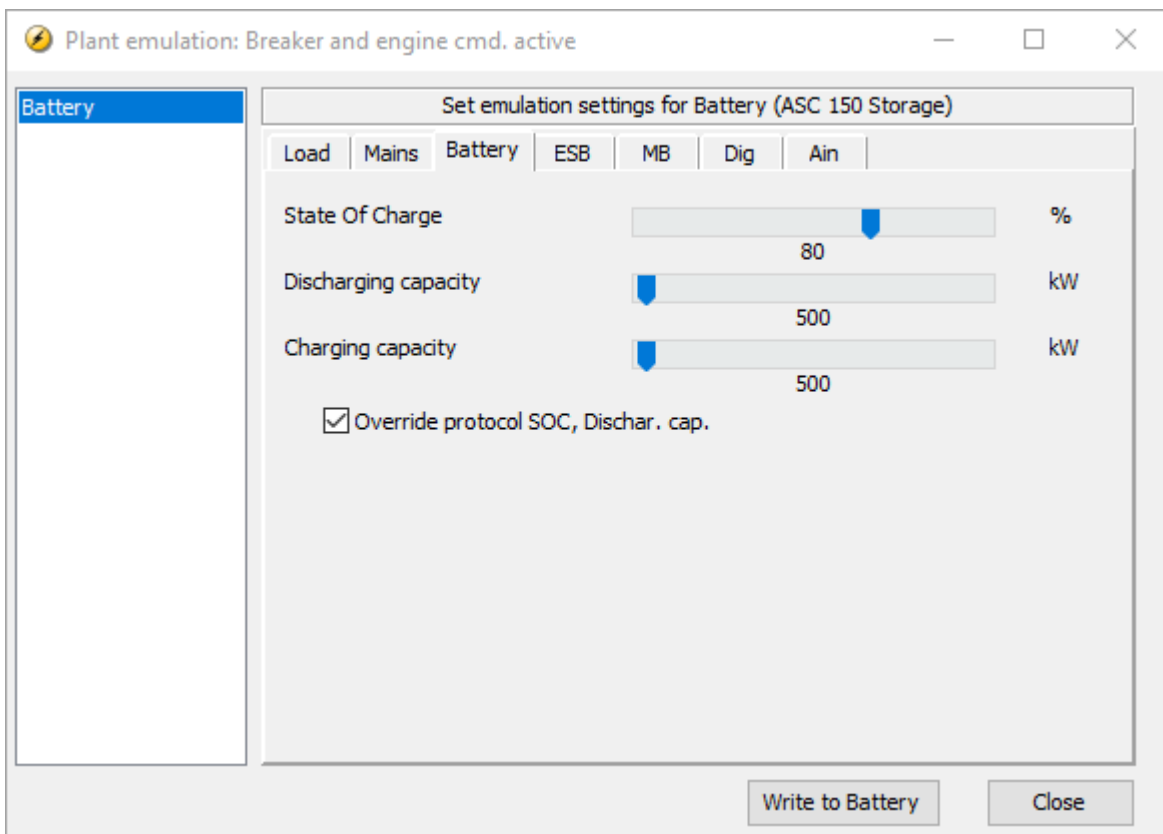 Plant emulation: Breaker and engine cmd. active
Battery
Set emulation settings for Battery (ASC 150 Storage)
Load Mains Battery ESB MB Dig Ain
State Of Charge %
80
Discharging capacity kW
500
Charging capacity kW
500
Override protocol SOC, Dischar. cap.
Write to Battery Close